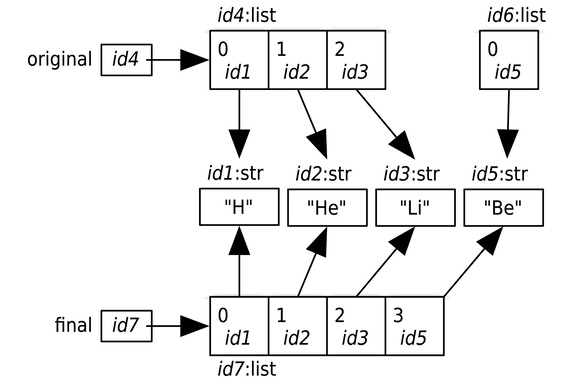 id4:list id6:list
original id4 0 1 2 0
id1 id2 id3 id5
id1:str id2:str id3:str id5:str
"H" "He" "Li" "Be"
final id7 0 1 2 3
id1 id2 id3 id5
id7:list